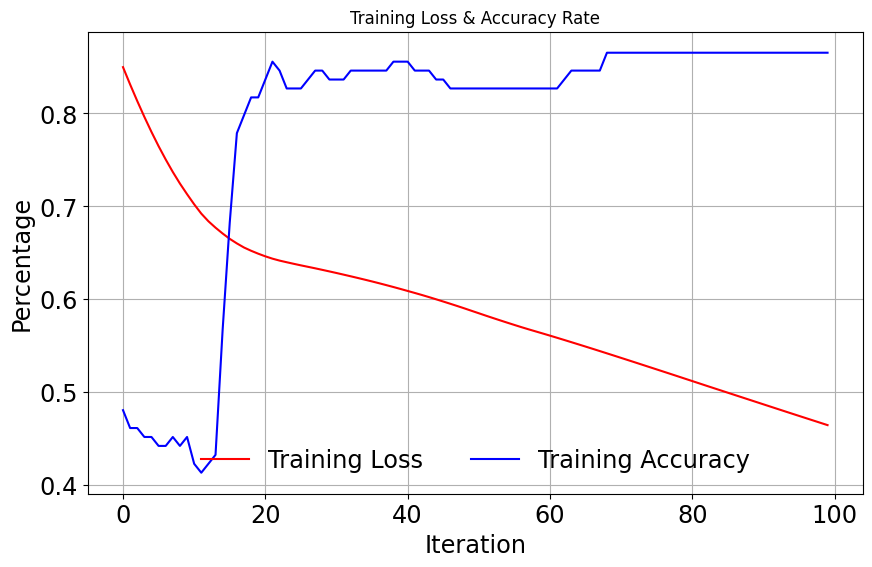 Training Loss & Accuracy Rate
Percentage
0.8
0.7
0.6
0.5
0.4
Training Loss
Training Accuracy
0 20 40 60 80 100
Iteration